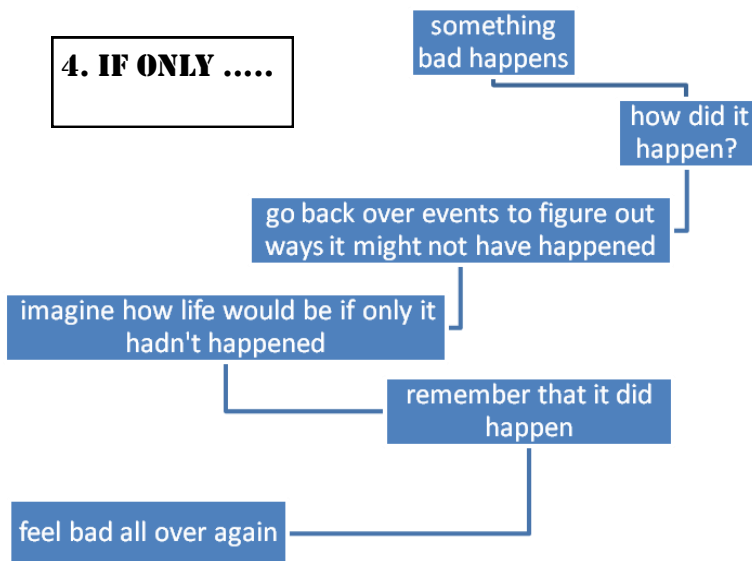 4. IF ONLY .....
something
bad happens
how did it
happen?
go back over events to figure out
ways it might not have happened
imagine how life would be if only it
hadn't happened
remember that it did
happen
feel bad all over again